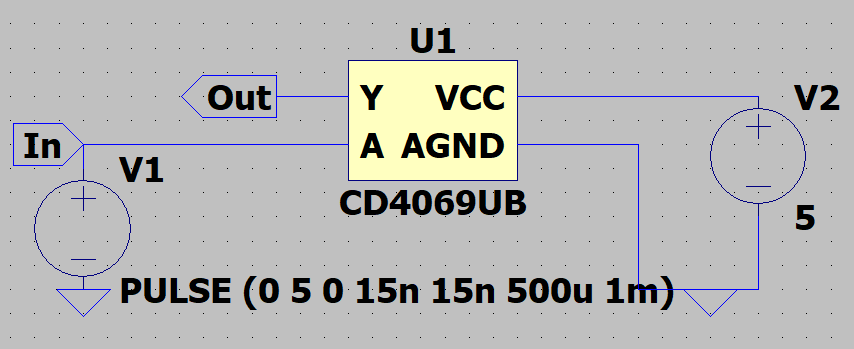 U1
Out
Y VCC
V2
In
A AGND
V1
CD4069UB
5
PULSE (0 5 0 15n 15n 500u 1m)